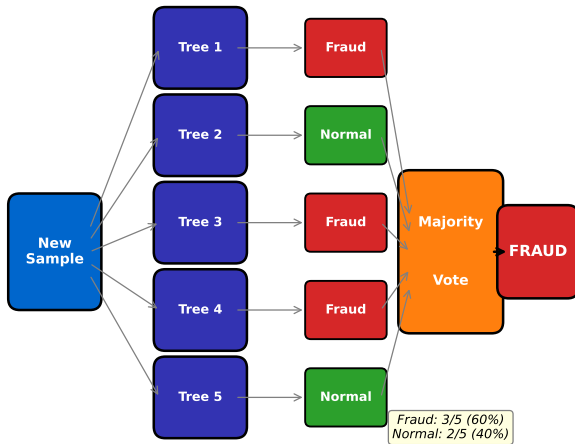 New
Sample
Tree 1
Fraud
Tree 2
Normal
Tree 3
Fraud
Tree 4
Fraud
Tree 5
Normal
Majority
Vote
FRAUD
Fraud: 3/5 (60%)
Normal: 2/5 (40%)